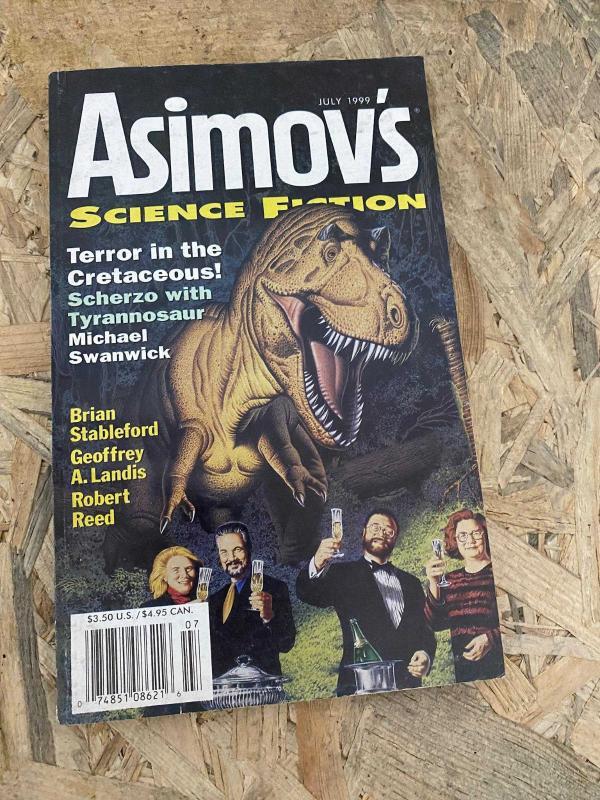 JULY 1999
Asimov's
SCIENCE FICTION
Terror in the
Cretaceous!
Scherzo with
Tyrannosaur
Michael
Swanwick
Brian
Stableford
Geoffrey
A. Landis
Robert
Reed
$3.50 U.S. / $4.95 CAN.
07
0 74851 08621 6